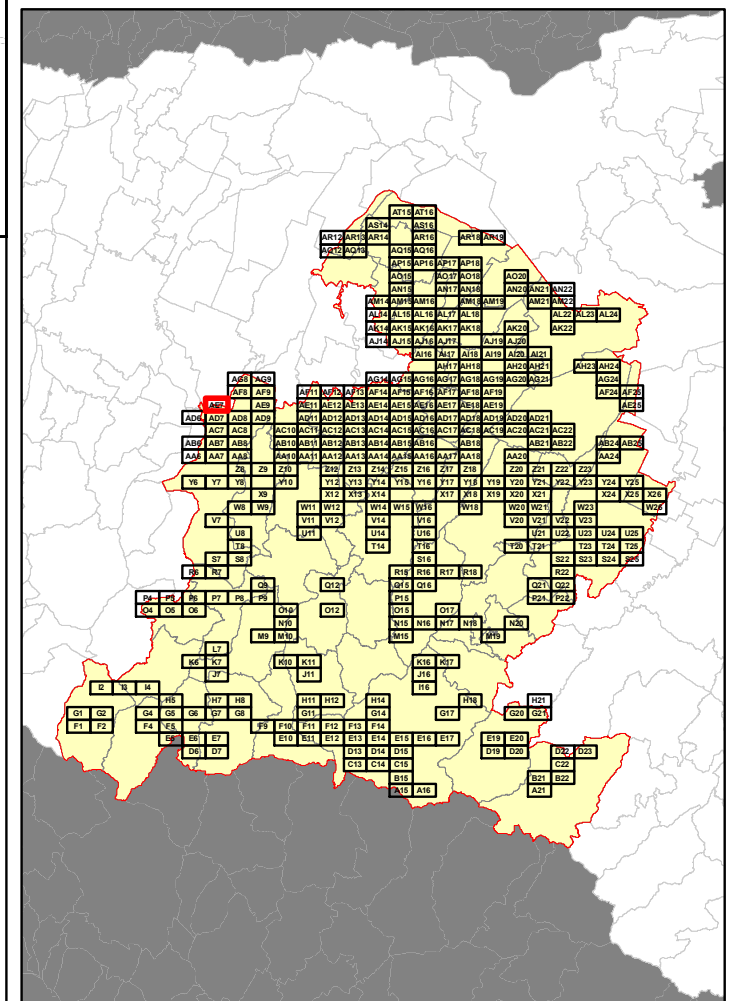 AT15 AT16
AS14 AS16
AR12 AR13 AR14 AR16 AR18 AR19
AQ12 AQ13 AQ15 AQ16
AP15 AP16 AP17 AP18
AO15 AO17 AO18 AO20
AN15 AN17 AN18 AN20 AN21 AN22
AM14 AM15 AM16 AM18 AM19 AM21 AM22
AL14 AL15 AL16 AL17 AL18 AL22 AL23 AL24
AK14 AK15 AK16 AK17 AK18 AK20 AK22
AJ14 AJ15 AJ16 AJ17 AJ19 AJ20
AI16 AI17 AI18 AI19 AI20 AI21
AH17 AH18 AH20 AH21 AH23 AH24
AG8 AG9 AG14 AG15 AG16 AG17 AG18 AG19 AG20 AG21 AG24
AF8 AF9 AF11 AF12 AF13 AF14 AF15 AF16 AF17 AF18 AF19 AF24 AF25
AE7 AE9 AE11 AE12 AE13 AE14 AE15 AE16 AE17 AE18 AE19 AE25
AD6 AD7 AD8 AD9 AD11 AD12 AD13 AD14 AD15 AD16 AD17 AD18 AD19 AD20 AD21
AC7 AC8 AC10 AC11 AC12 AC13 AC14 AC15 AC16 AC17 AC18 AC19 AC20 AC21 AC22
AB6 AB7 AB8 AB10 AB11 AB12 AB13 AB14 AB15 AB16 AB18 AB21 AB22 AB24 AB25
AA6 AA7 AA8 AA10 AA11 AA12 AA13 AA14 AA15 AA16 AA17 AA18 AA20 AA24
Z8 Z9 Z10 Z12 Z13 Z14 Z15 Z16 Z17 Z18 Z20 Z21 Z22 Z23
Y6 Y7 Y8 Y10 Y12 Y13 Y14 Y15 Y16 Y17 Y18 Y19 Y20 Y21 Y22 Y23 Y24 Y25
X9 X12 X13 X14 X17 X18 X19 X20 X21 X24 X25 X26
W8 W9 W11 W12 W14 W15 W16 W18 W20 W21 W23 W26
V7 V11 V12 V14 V16 V20 V21 V22 V23
U8 U11 U14 U16 U21 U22 U23 U24 U25
T8 T14 T16 T20 T21 T23 T24 T25
S7 S8 S16 S22 S23 S24 S25
R6 R7 R15 R16 R17 R18 R22
Q9 Q12 Q15 Q16 Q21 Q22
P4 P5 P6 P7 P8 P9 P15 P21 P22
O4 O5 O6 O10 O12 O15 O17
N10 N15 N16 N17 N18 N20
M9 M10 M15 M19
L7
K6 K7 K10 K11 K16 K17
J7 J11 J16
I2 I3 I4 I16
H5 H7 H8 H11 H12 H14 H18 H21
G1 G2 G4 G5 G6 G7 G8 G11 G14 G17 G20 G21
F1 F2 F4 F5 F9 F10 F11 F12 F13 F14
E5 E6 E7 E10 E11 E12 E13 E14 E15 E16 E17 E19 E20
D6 D7 D13 D14 D15 D19 D20 D22 D23
C13 C14 C15 C22
B15 B21 B22
A15 A16 A21